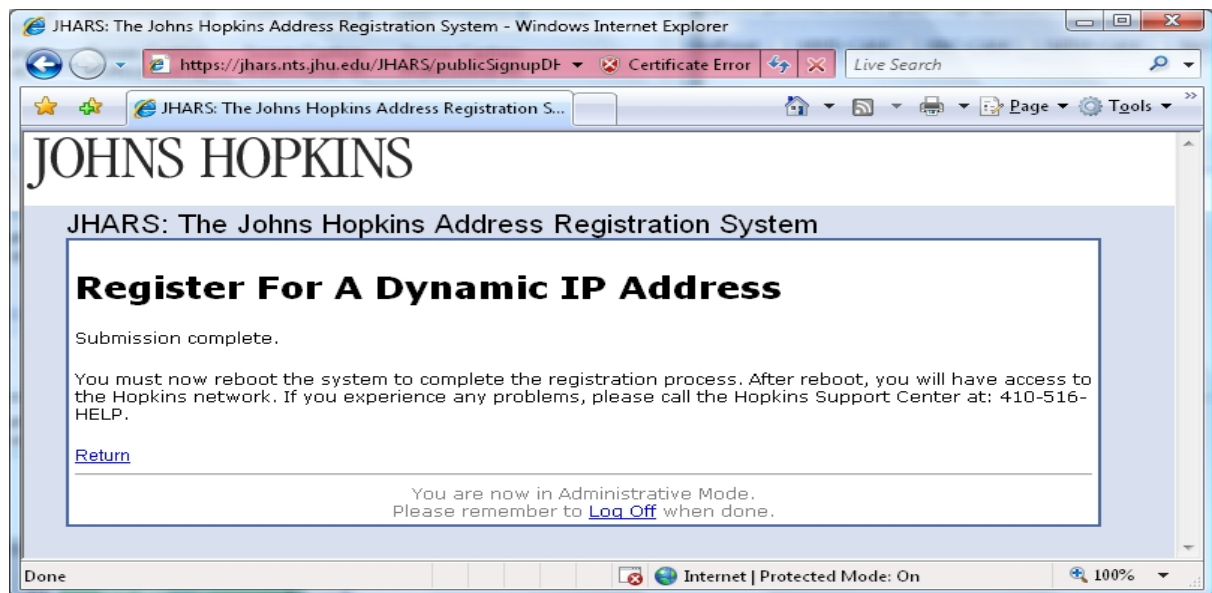 JHARS: The Johns Hopkins Address Registration System - Windows Internet Explorer
https://jhars.nts.jhu.edu/JHARS/publicSignupDH Certificate Error Live Search
JHARS: The Johns Hopkins Address Registration S... Page Tools »
JOHNS HOPKINS
JHARS: The Johns Hopkins Address Registration System
Register For A Dynamic IP Address
Submission complete.
You must now reboot the system to complete the registration process. After reboot, you will have access to
the Hopkins network. If you experience any problems, please call the Hopkins Support Center at: 410-516-
HELP.
Return
You are now in Administrative Mode.
Please remember to Log Off when done.
Done Internet | Protected Mode: On 100%